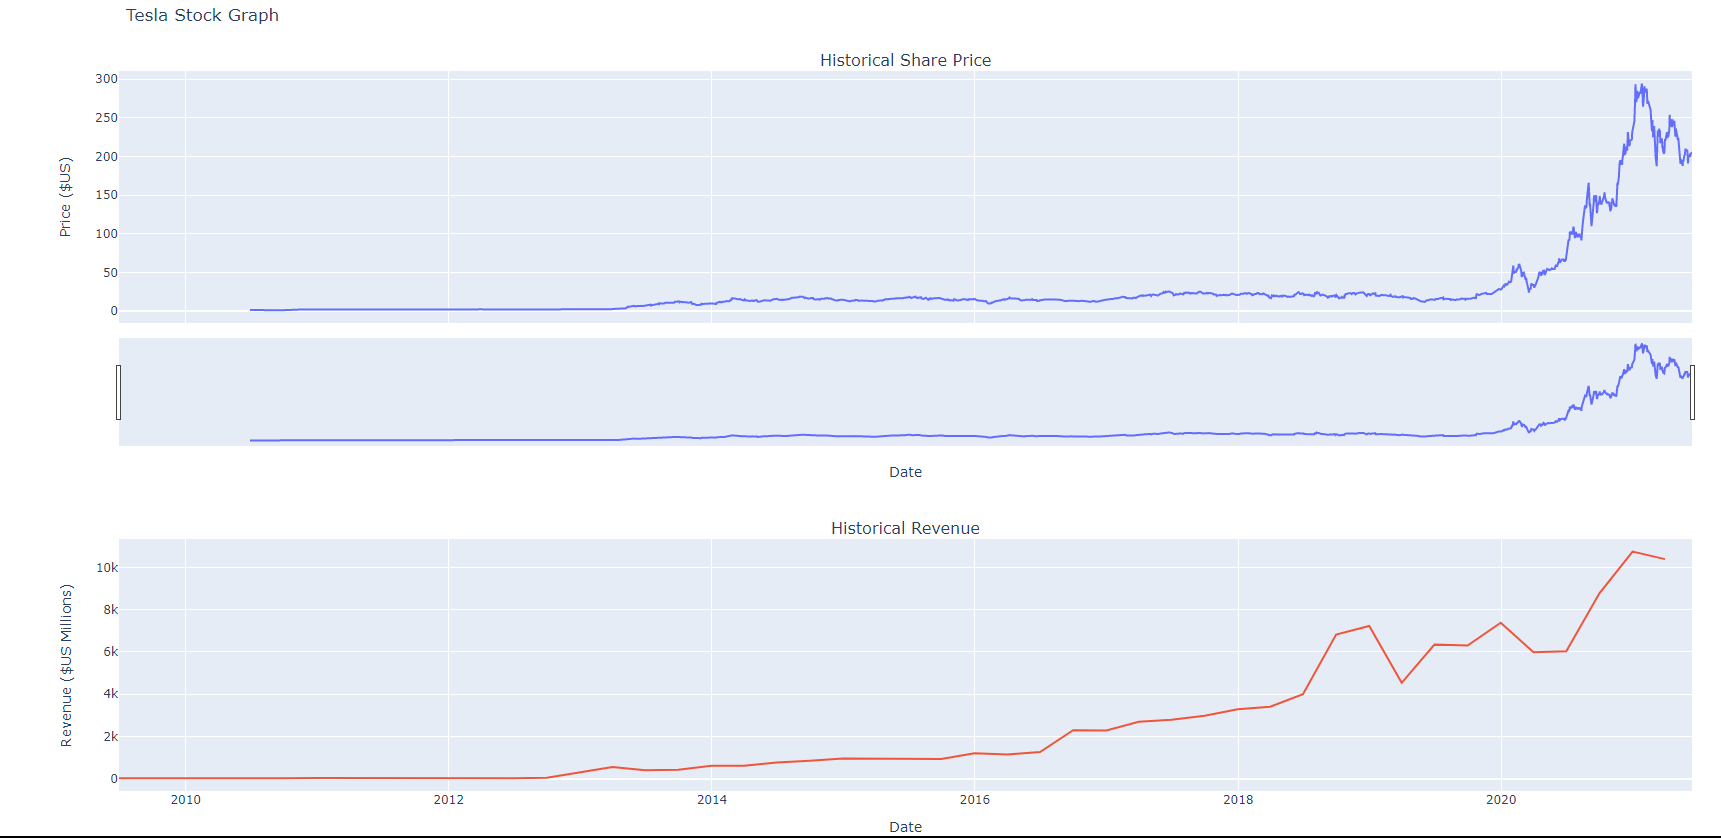 Tesla Stock Graph
Historical Share Price
300
250
200
150
100
50
0
Price ($US)
Date
Historical Revenue
10k
8k
6k
4k
2k
0
Revenue ($US Millions)
2010 2012 2014 2016 2018 2020
Date